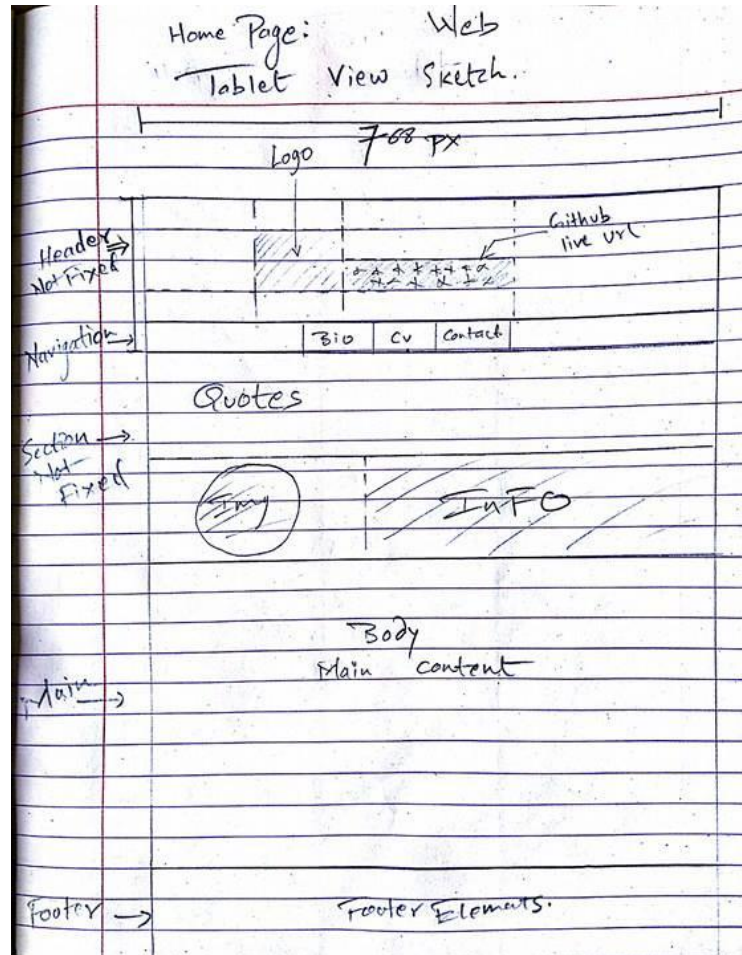 Home Page: Web
Tablet View Sketch.
768 px
Logo
Github
live url
Header
Not Fixed
Navigation
Bio
Cv
Contact
Quotes
Section
Not
Fixed
Img
InFO
Body
Main content
Main
Footer
Footer Elements.